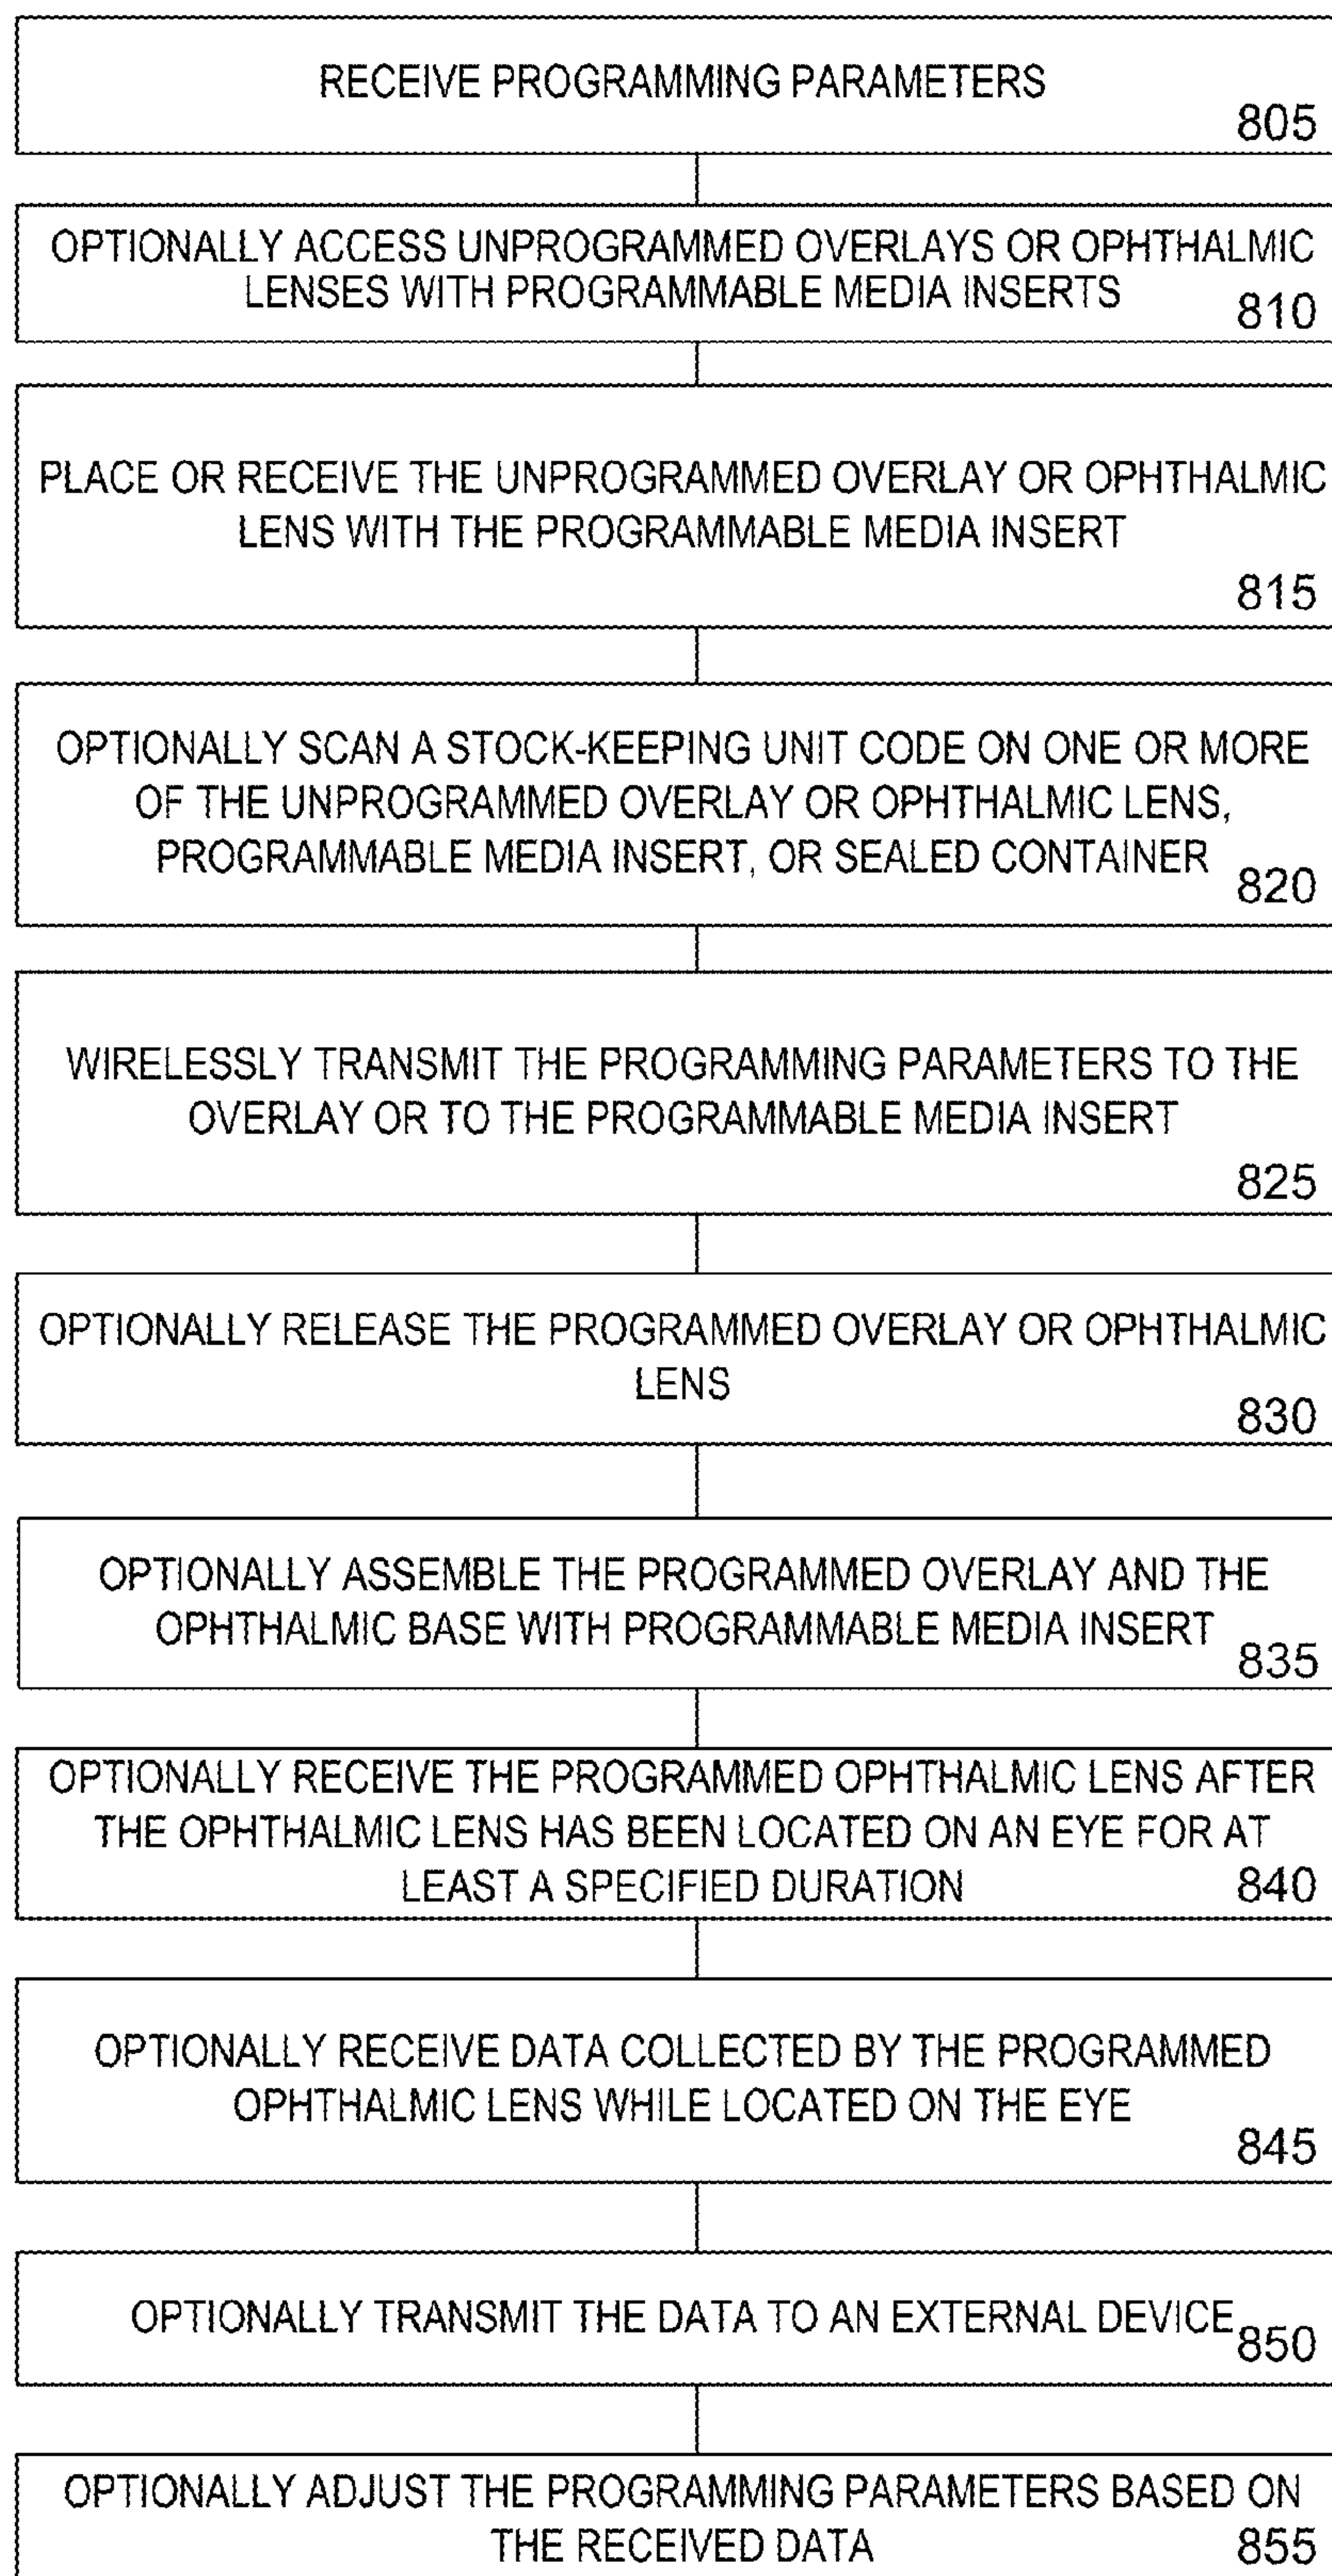 RECEIVE PROGRAMMING PARAMETERS
805
OPTIONALLY ACCESS UNPROGRAMMED OVERLAYS OR OPHTHALMIC
LENSES WITH PROGRAMMABLE MEDIA INSERTS
810
PLACE OR RECEIVE THE UNPROGRAMMED OVERLAY OR OPHTHALMIC
LENS WITH THE PROGRAMMABLE MEDIA INSERT
815
OPTIONALLY SCAN A STOCK-KEEPING UNIT CODE ON ONE OR MORE
OF THE UNPROGRAMMED OVERLAY OR OPHTHALMIC LENS,
PROGRAMMABLE MEDIA INSERT, OR SEALED CONTAINER
820
WIRELESSLY TRANSMIT THE PROGRAMMING PARAMETERS TO THE
OVERLAY OR TO THE PROGRAMMABLE MEDIA INSERT
825
OPTIONALLY RELEASE THE PROGRAMMED OVERLAY OR OPHTHALMIC
LENS
830
OPTIONALLY ASSEMBLE THE PROGRAMMED OVERLAY AND THE
OPHTHALMIC BASE WITH PROGRAMMABLE MEDIA INSERT
835
OPTIONALLY RECEIVE THE PROGRAMMED OPHTHALMIC LENS AFTER
THE OPHTHALMIC LENS HAS BEEN LOCATED ON AN EYE FOR AT
LEAST A SPECIFIED DURATION
840
OPTIONALLY RECEIVE DATA COLLECTED BY THE PROGRAMMED
OPHTHALMIC LENS WHILE LOCATED ON THE EYE
845
OPTIONALLY TRANSMIT THE DATA TO AN EXTERNAL DEVICE
850
OPTIONALLY ADJUST THE PROGRAMMING PARAMETERS BASED ON
THE RECEIVED DATA
855